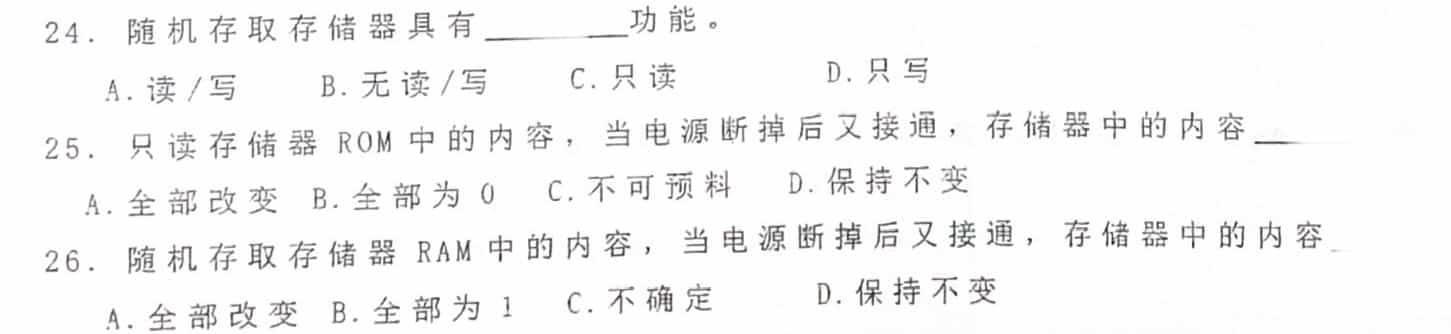 24. 随机存取存储器具有______功能。
A.读/写 B.无读/写 C.只读 D.只写
25. 只读存储器 ROM 中的内容，当电源断掉后又接通，存储器中的内容____
A.全部改变 B.全部为 0 C.不可预料 D.保持不变
26. 随机存取存储器 RAM 中的内容，当电源断掉后又接通，存储器中的内容_
A.全部改变 B.全部为 1 C.不确定 D.保持不变